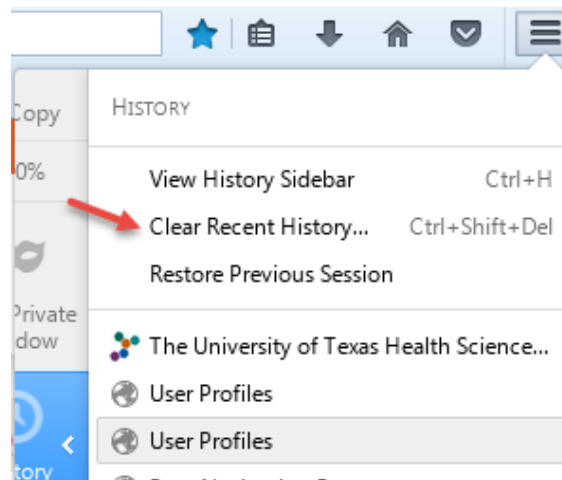 Copy
HISTORY
0%
View History Sidebar Ctrl+H
Clear Recent History... Ctrl+Shift+Del
Restore Previous Session
Private
dow
The University of Texas Health Science...
User Profiles
User Profiles
tory